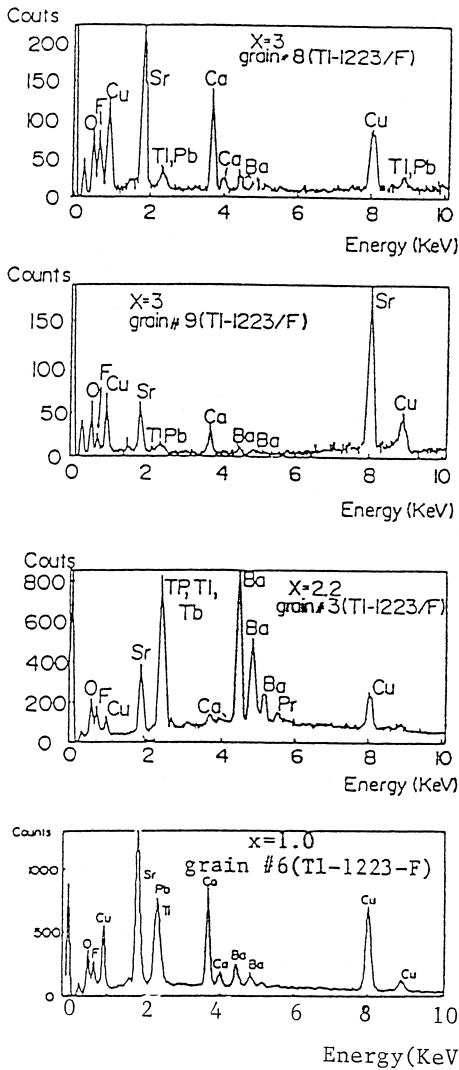 Couts
X=3
grain# 8(Tl-1223/F)
200
150
100
50
0
O
F
Cu
Sr
Tl,Pb
Ca
Ca
Ba
Cu
Tl,Pb
0 2 4 6 8 10
Energy (KeV)
Counts
X=3
grain# 9(Tl-1223/F)
150
100
50
0
O
F
Cu
Sr
Tl,Pb
Ca
Ba
Ba
Sr
Cu
0 2 4 6 8 10
Energy (KeV)
Couts
X=2.2
grain# 3(Tl-1223/F)
800
600
400
200
0
O
F
Cu
Sr
TP,Tl,
Tb
Ca
Ba
Ba
Ba
Pr
Cu
0 2 4 6 8 10
Energy (KeV)
Counts
x=1.0
grain #6(Tl-1223-F)
1000
500
0
O
F
Cu
Sr
Pb
Tl
Ca
Ca
Ba
Ba
Cu
Cu
0 2 4 6 8 10
Energy(KeV